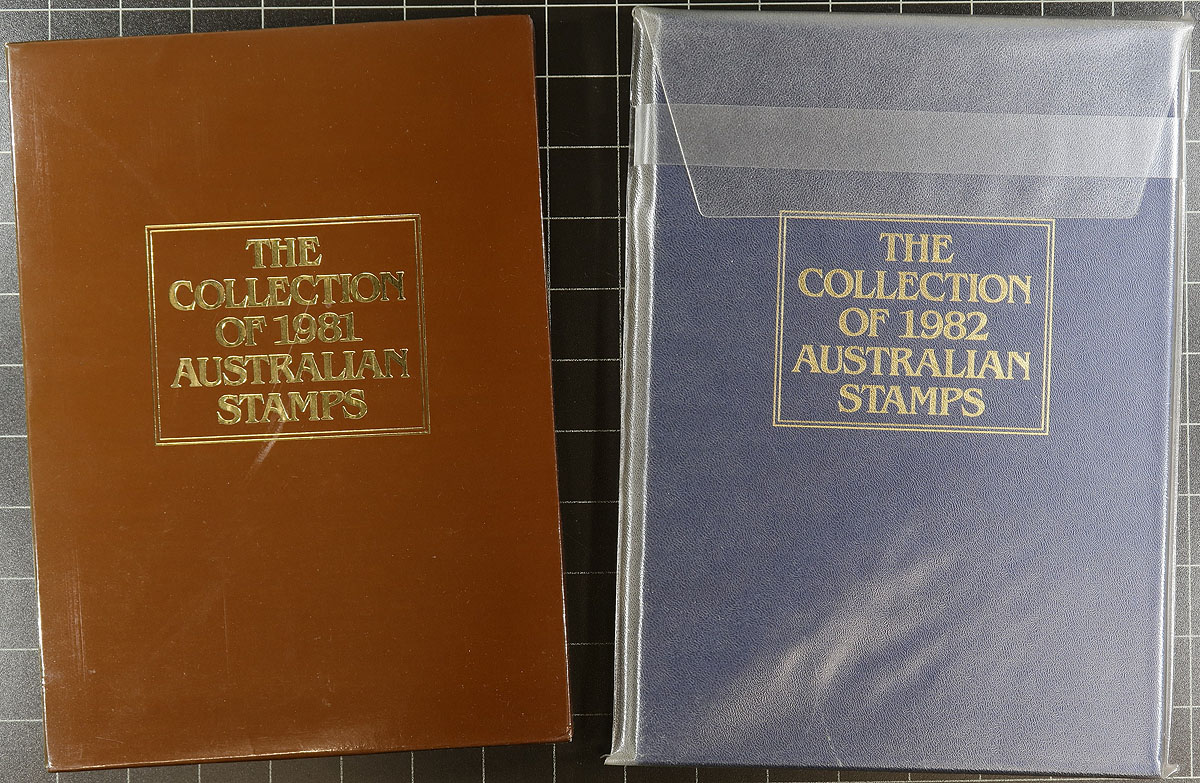 THE
COLLECTION
OF 1981
AUSTRALIAN
STAMPS
THE
COLLECTION
OF 1982
AUSTRALIAN
STAMPS